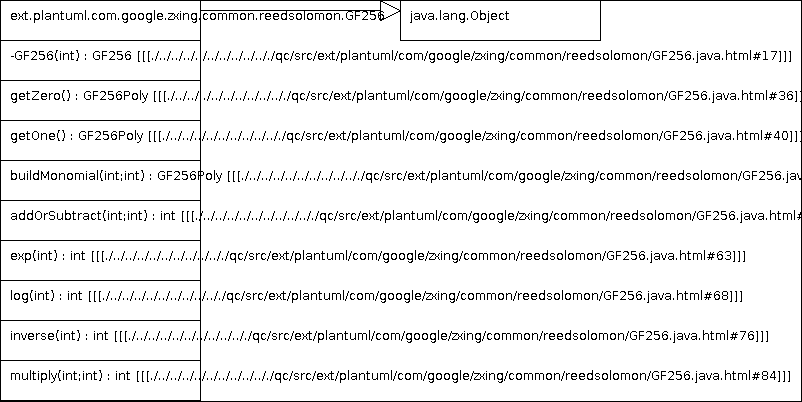 ext.plantuml.com.google.zxing.common.reedsolomon.GF256
java.lang.Object
-GF256(int) : GF256 [[[./../../../../../../../../../../qc/src/ext/plantuml/com/google/zxing/common/reedsolomon/GF256.java.html#17]]]
getZero() : GF256Poly [[[./../../../../../../../../../../qc/src/ext/plantuml/com/google/zxing/common/reedsolomon/GF256.java.html#36]]]
getOne() : GF256Poly [[[./../../../../../../../../../../qc/src/ext/plantuml/com/google/zxing/common/reedsolomon/GF256.java.html#40]]]
buildMonomial(int;int) : GF256Poly [[[./../../../../../../../../../../qc/src/ext/plantuml/com/google/zxing/common/reedsolomon/GF256.jav
addOrSubtract(int;int) : int [[[./../../../../../../../../../../qc/src/ext/plantuml/com/google/zxing/common/reedsolomon/GF256.java.html#
exp(int) : int [[[./../../../../../../../../../../qc/src/ext/plantuml/com/google/zxing/common/reedsolomon/GF256.java.html#63]]]
log(int) : int [[[./../../../../../../../../../../qc/src/ext/plantuml/com/google/zxing/common/reedsolomon/GF256.java.html#68]]]
inverse(int) : int [[[./../../../../../../../../../../qc/src/ext/plantuml/com/google/zxing/common/reedsolomon/GF256.java.html#76]]]
multiply(int;int) : int [[[./../../../../../../../../../../qc/src/ext/plantuml/com/google/zxing/common/reedsolomon/GF256.java.html#84]]]